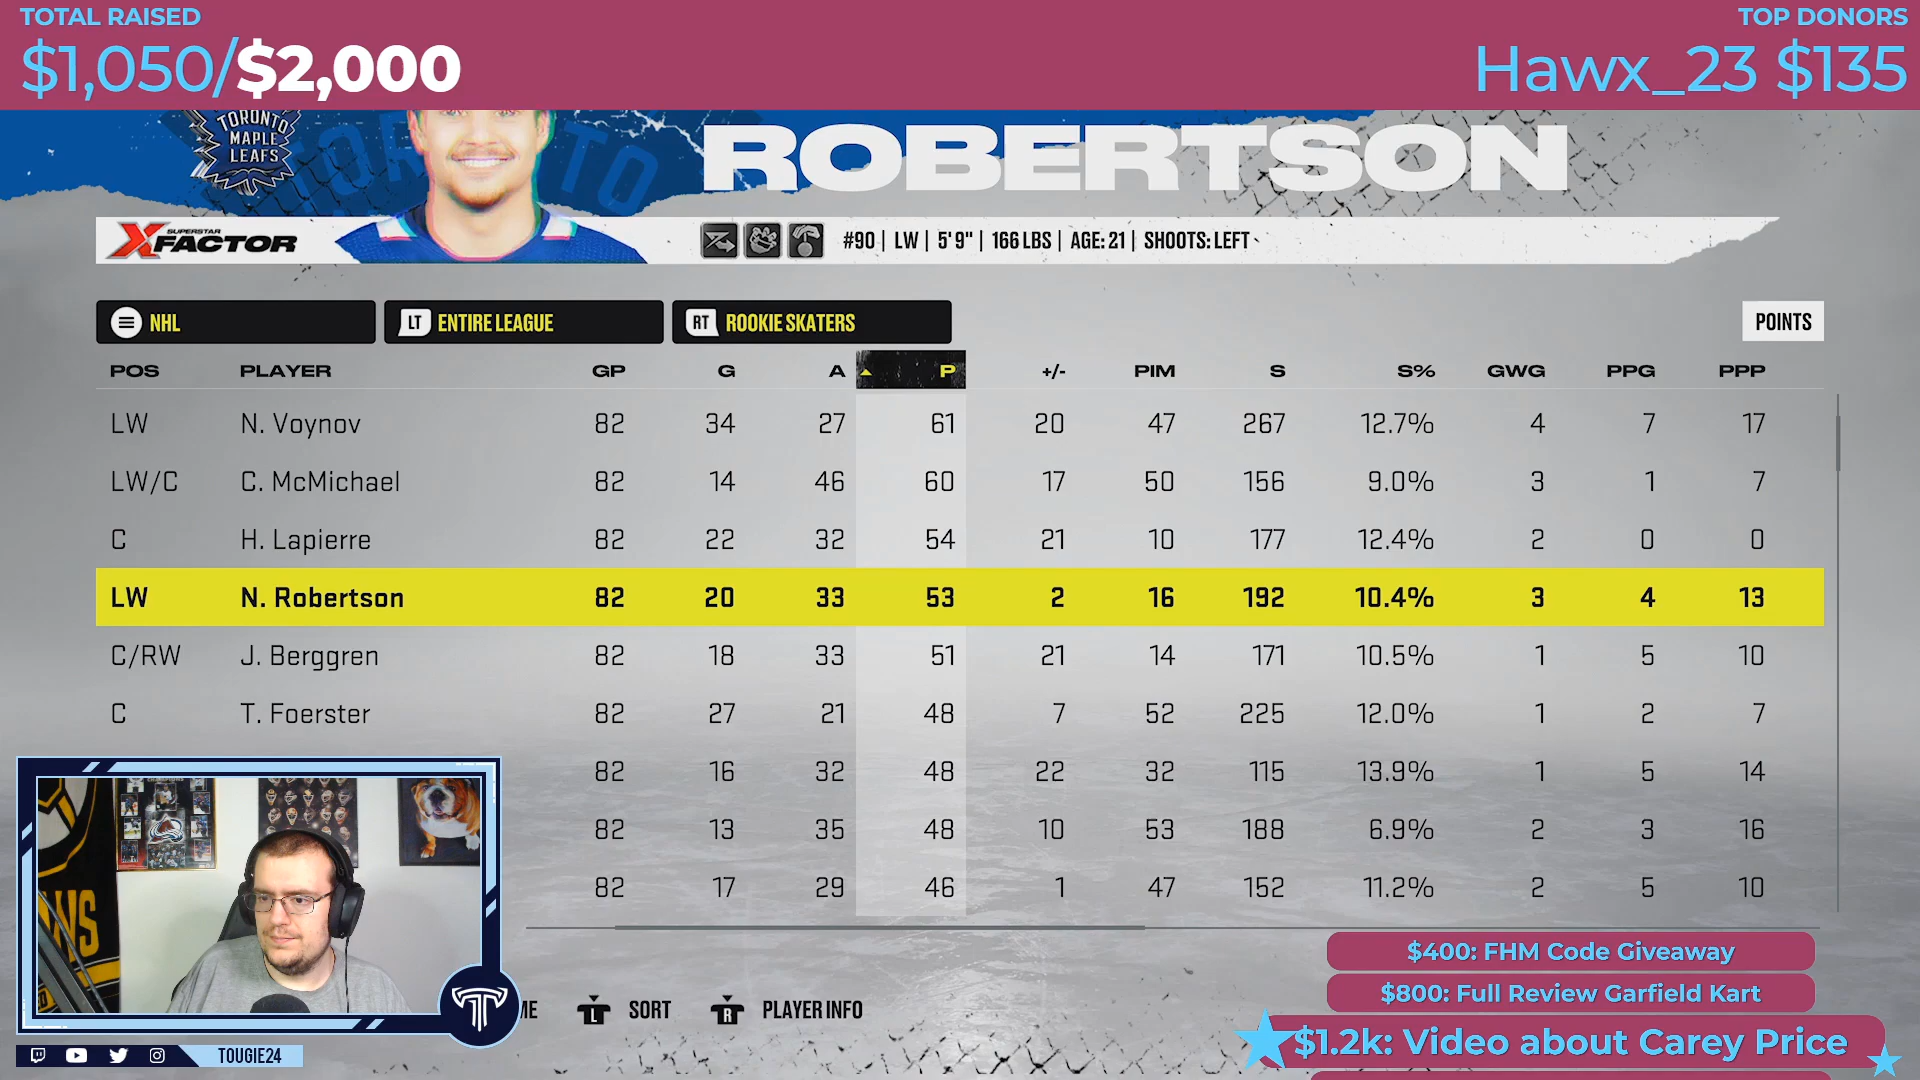 TOTAL RAISED
$1,050/$2,000
TOP DONORS
Hawx_23 $135
TORONTO
MAPLE
LEAFS
ROBERTSON
SUPERSTAR
XFACTOR
#90 | LW | 5' 9" | 166 LBS | AGE: 21 | SHOOTS: LEFT
NHL
LT ENTIRE LEAGUE
RT ROOKIE SKATERS
POINTS
POS PLAYER GP G A P +/- PIM S S% GWG PPG PPP
LW N. Voynov 82 34 27 61 20 47 267 12.7% 4 7 17
LW/C C. McMichael 82 14 46 60 17 50 156 9.0% 3 1 7
C H. Lapierre 82 22 32 54 21 10 177 12.4% 2 0 0
LW N. Robertson 82 20 33 53 2 16 192 10.4% 3 4 13
C/RW J. Berggren 82 18 33 51 21 14 171 10.5% 1 5 10
C T. Foerster 82 27 21 48 7 52 225 12.0% 1 2 7
82 16 32 48 22 32 115 13.9% 1 5 14
82 13 35 48 10 53 188 6.9% 2 3 16
82 17 29 46 1 47 152 11.2% 2 5 10
L SORT
R PLAYER INFO
TOUGIE24
$400: FHM Code Giveaway
$800: Full Review Garfield Kart
$1.2k: Video about Carey Price